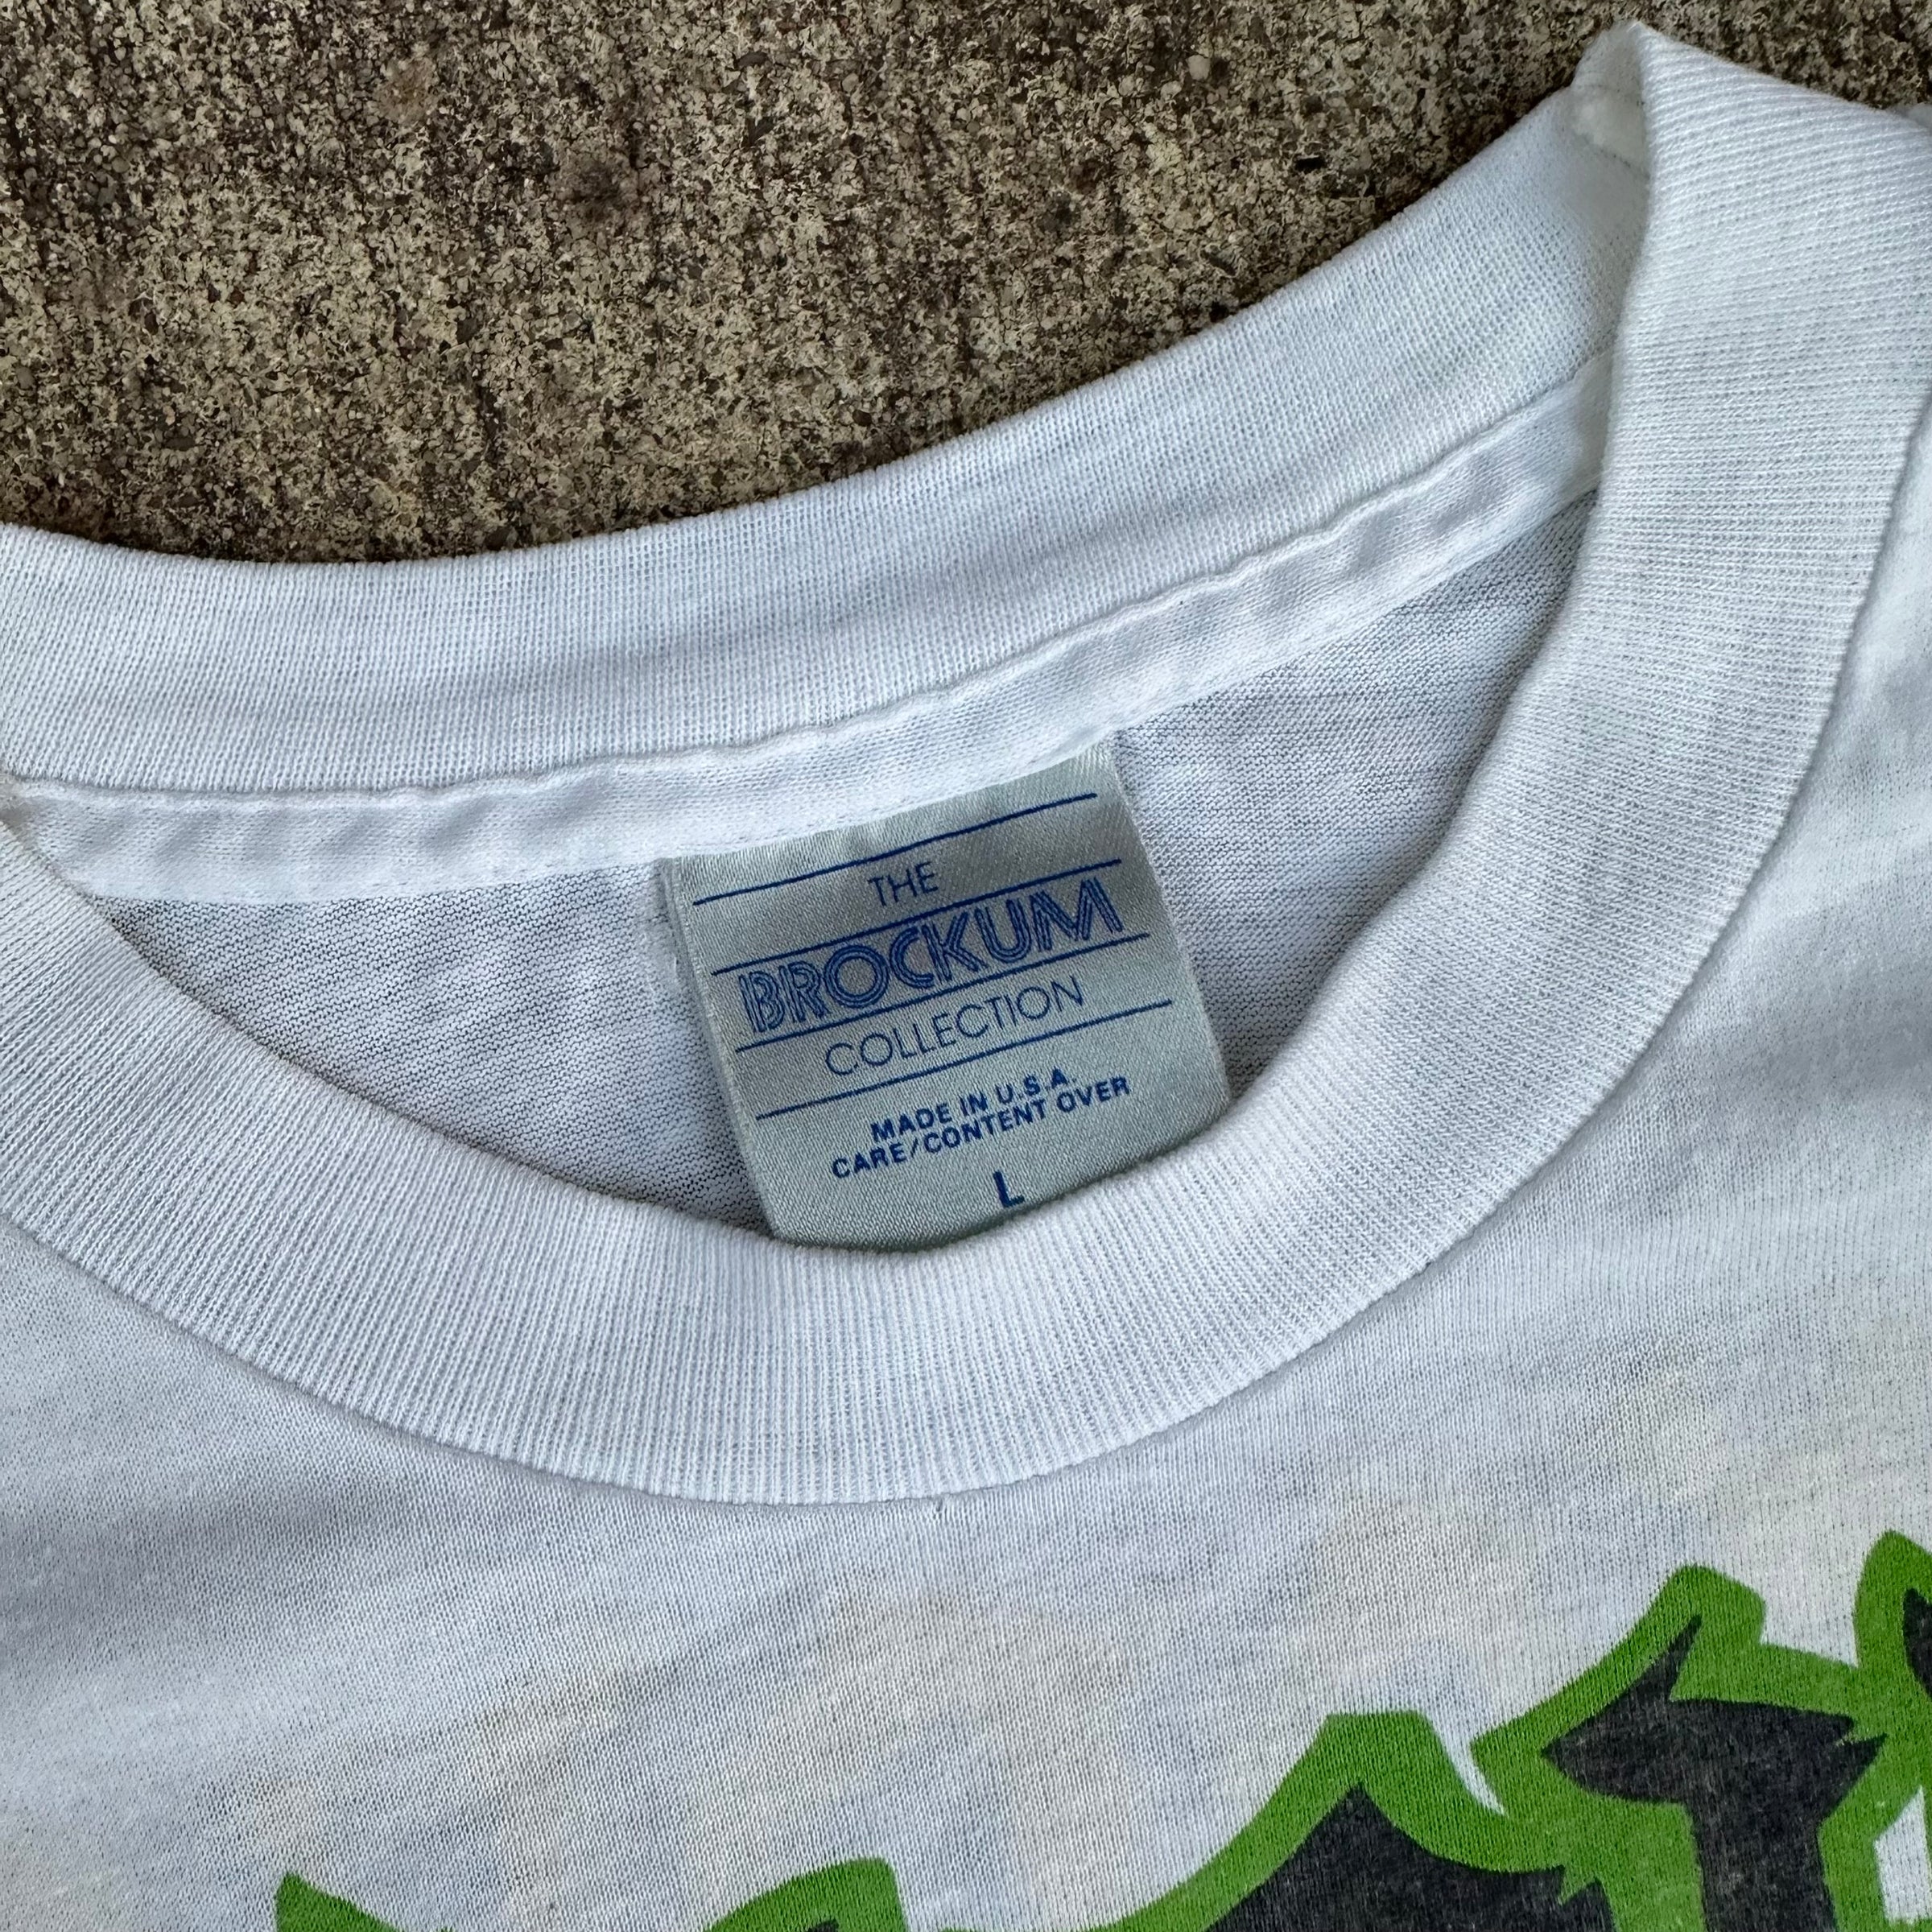 THE
BROCKUM
COLLECTION
MADE IN U.S.A.
CARE/CONTENT OVER
L